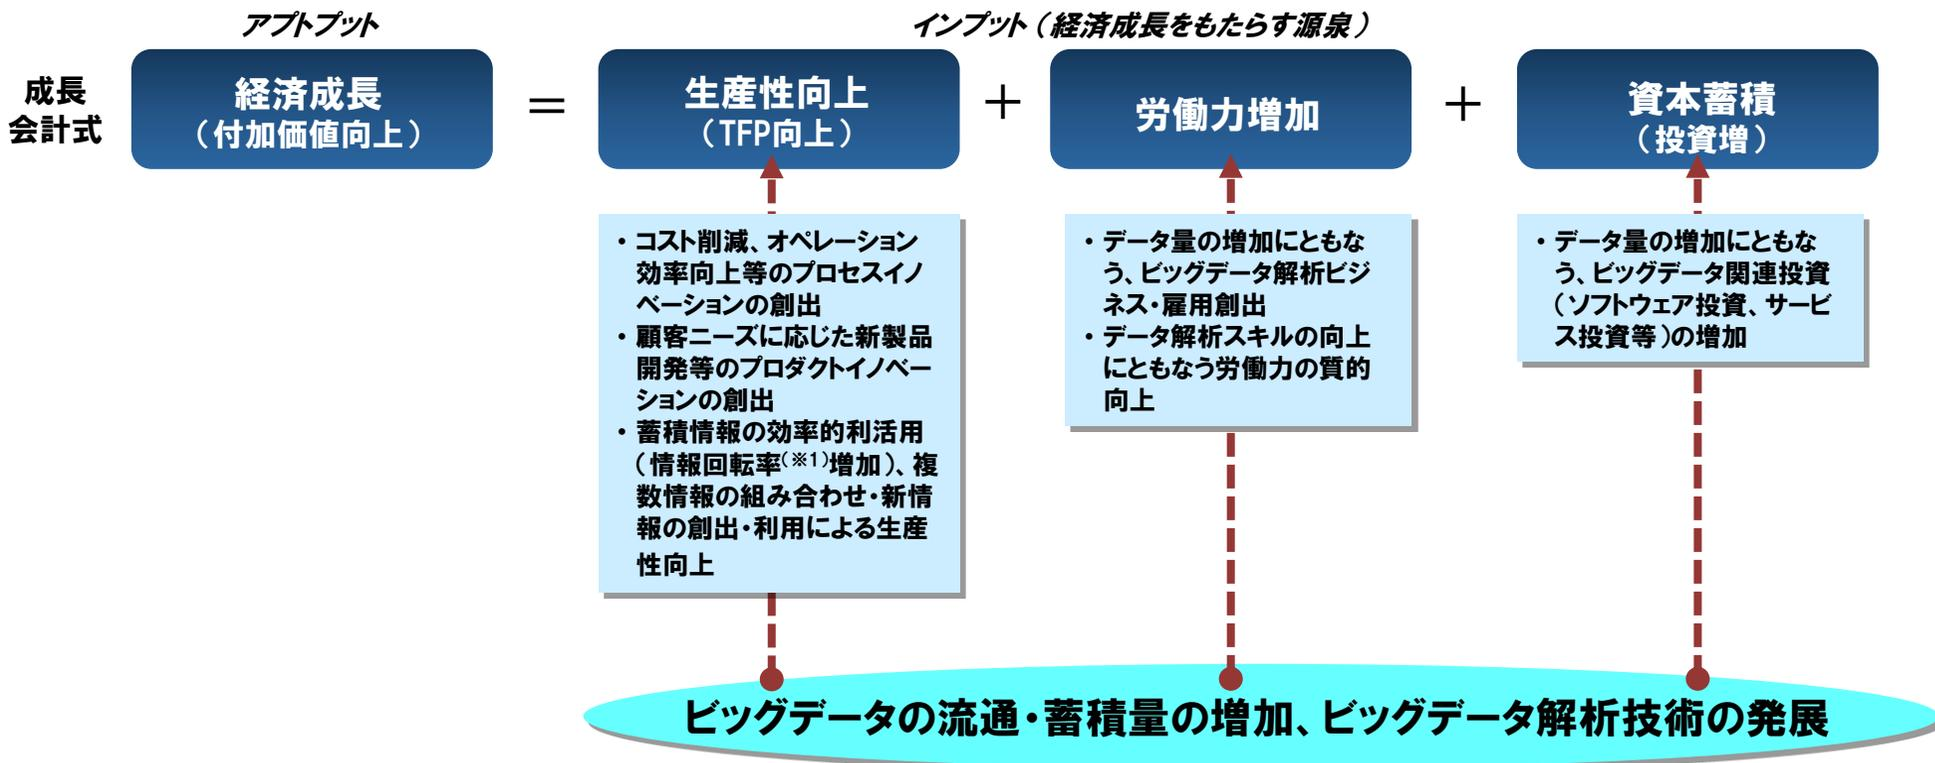 アプトプット
インプット（経済成長をもたらす源泉）
成長
会計式
経済成長
（付加価値向上）
＝
生産性向上
（TFP向上）
＋
労働力増加
＋
資本蓄積
（投資増）
・コスト削減、オペレーション
効率向上等のプロセスイノ
ベーションの創出
・顧客ニーズに応じた新製品
開発等のプロダクトイノベー
ションの創出
・蓄積情報の効率的利活用
（情報回転率(※1)増加）、複
数情報の組み合わせ・新情
報の創出・利用による生産
性向上
・データ量の増加にともな
う、ビッグデータ解析ビジ
ネス・雇用創出
・データ解析スキルの向上
にともなう労働力の質的
向上
・データ量の増加にともな
う、ビッグデータ関連投資
（ソフトウェア投資、サービ
ス投資等）の増加
ビッグデータの流通・蓄積量の増加、ビッグデータ解析技術の発展